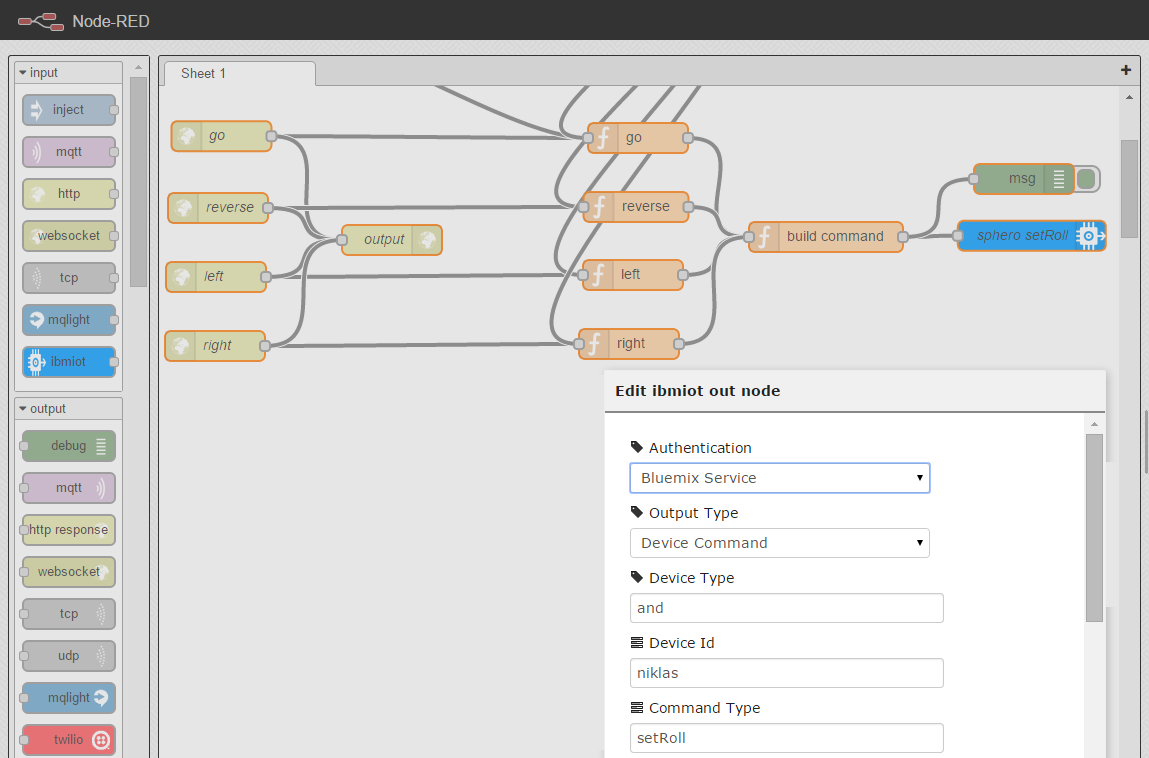 Node-RED
input
inject
mqtt
http
websocket
tcp
mqlight
ibmiot
output
debug
mqtt
http response
websocket
tcp
udp
mqlight
twilio
Sheet 1
+
go
reverse
left
right
output
go
reverse
left
right
build command
msg
sphero setRoll
Edit ibmiot out node
Authentication
Bluemix Service
Output Type
Device Command
Device Type
and
Device Id
niklas
Command Type
setRoll